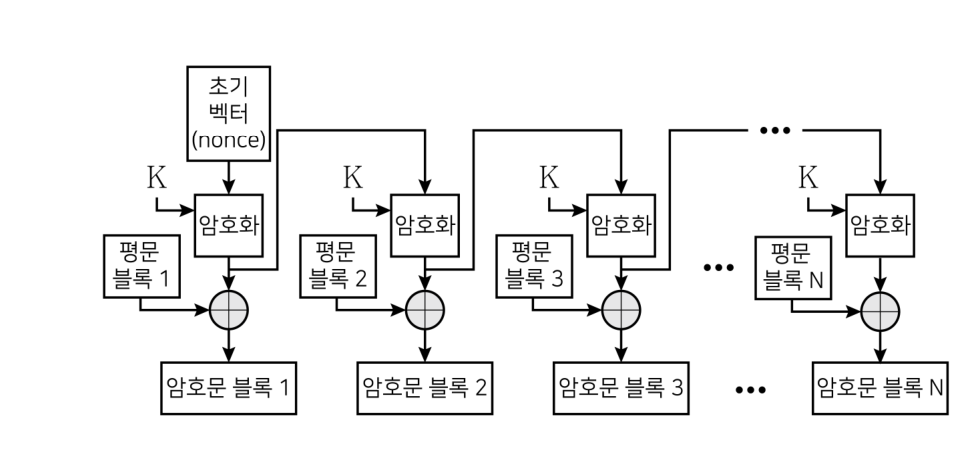 초기
벡터
(nonce)
K
암호화
평문
블록 1
암호문 블록 1
K
암호화
평문
블록 2
암호문 블록 2
K
암호화
평문
블록 3
암호문 블록 3
•••
•••
•••
K
암호화
평문
블록 N
암호문 블록 N